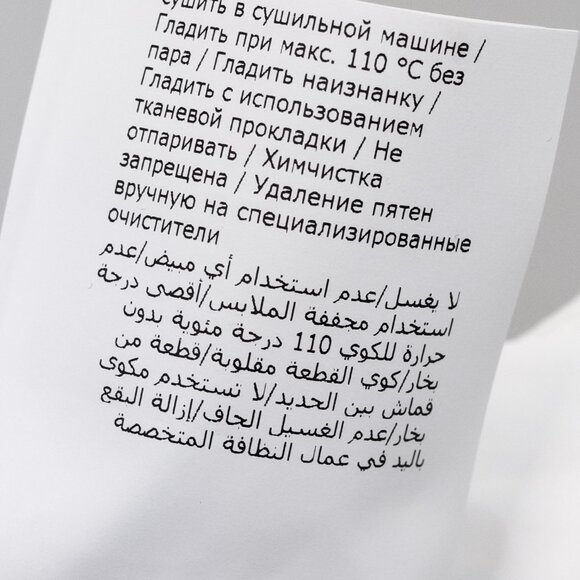 сушить в сушильной машине /
Гладить при макс. 110 °C без
пара / Гладить наизнанку /
Гладить с использованием
тканевой прокладки / Не
отпаривать / Химчистка
запрещена / Удаление пятен
вручную на специализированные
очистители
لا يغسل/عدم استخدام أي مبيض/عدم
استخدام مجففة الملابس/أقصى درجة
حرارة للكوي 110 درجة مئوية بدون
بخار/كوي القطعة مقلوبة/قطعة من
قماش بين الحديد/لا تستخدم مكوى
بخار/عدم الغسيل الجاف/إزالة البقع
باليد في عمال النظافة المتخصصة